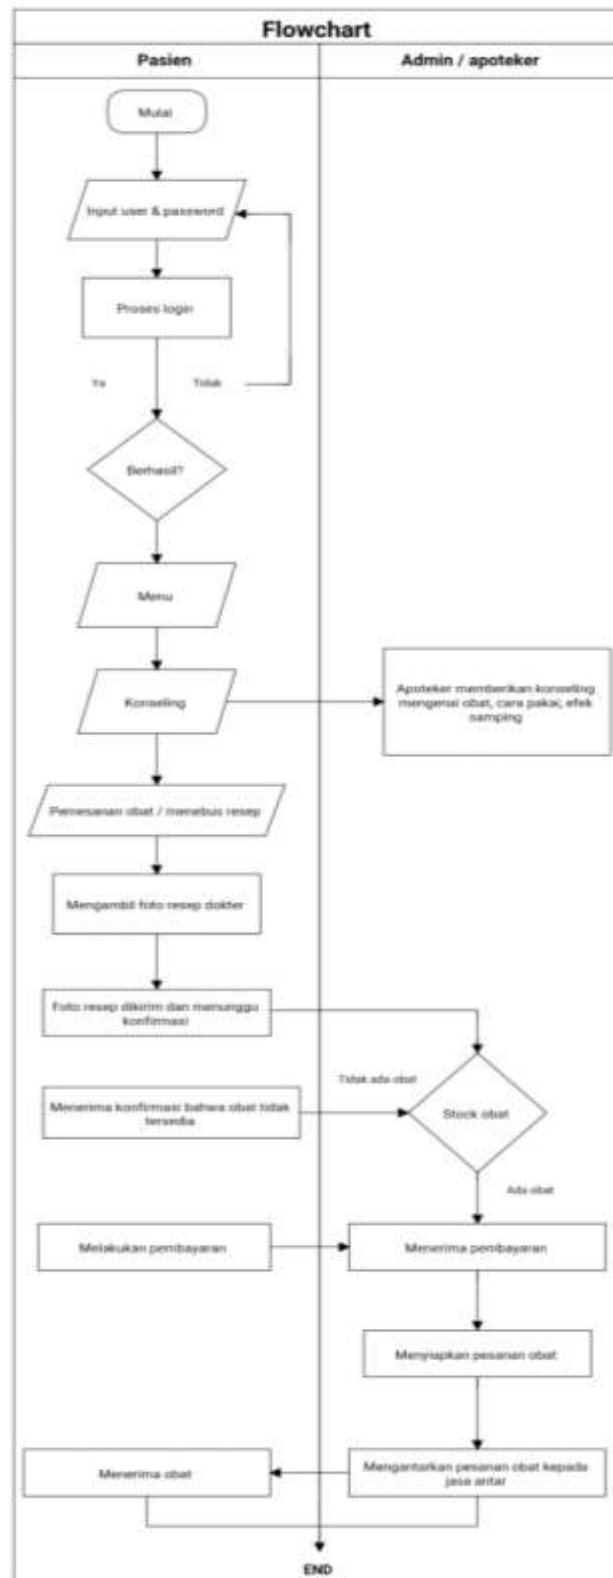 Flowchart
Pasien
Admin / apoteker
Mulai
Input user & password
Proses login
Ya
Tidak
Berhasil?
Menu
Konseling
Apoteker memberikan konseling
mengenai obat, cara pakai, efek
samping
Pemesanan obat / menebus resep
Mengambil foto resep dokter
Foto resep dikirim dan menunggu
konfirmasi
Tidak ada obat
Menerima konfirmasi bahwa obat tidak
tersedia
Stock obat
Ada obat
Melakukan pembayaran
Menerima pembayaran
Menyiapkan pesanan obat
Menerima obat
Mengantarkan pesanan obat kepada
jasa antar
END